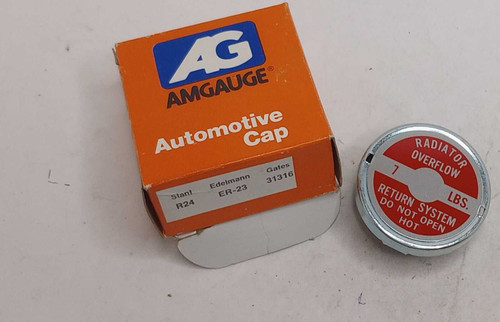 AG
AMGAUGE®
Automotive
Cap
Stant Edelmann Gates
R24 ER-23 31316
RADIATOR
OVERFLOW
7 LBS.
RETURN SYSTEM
DO NOT OPEN
HOT